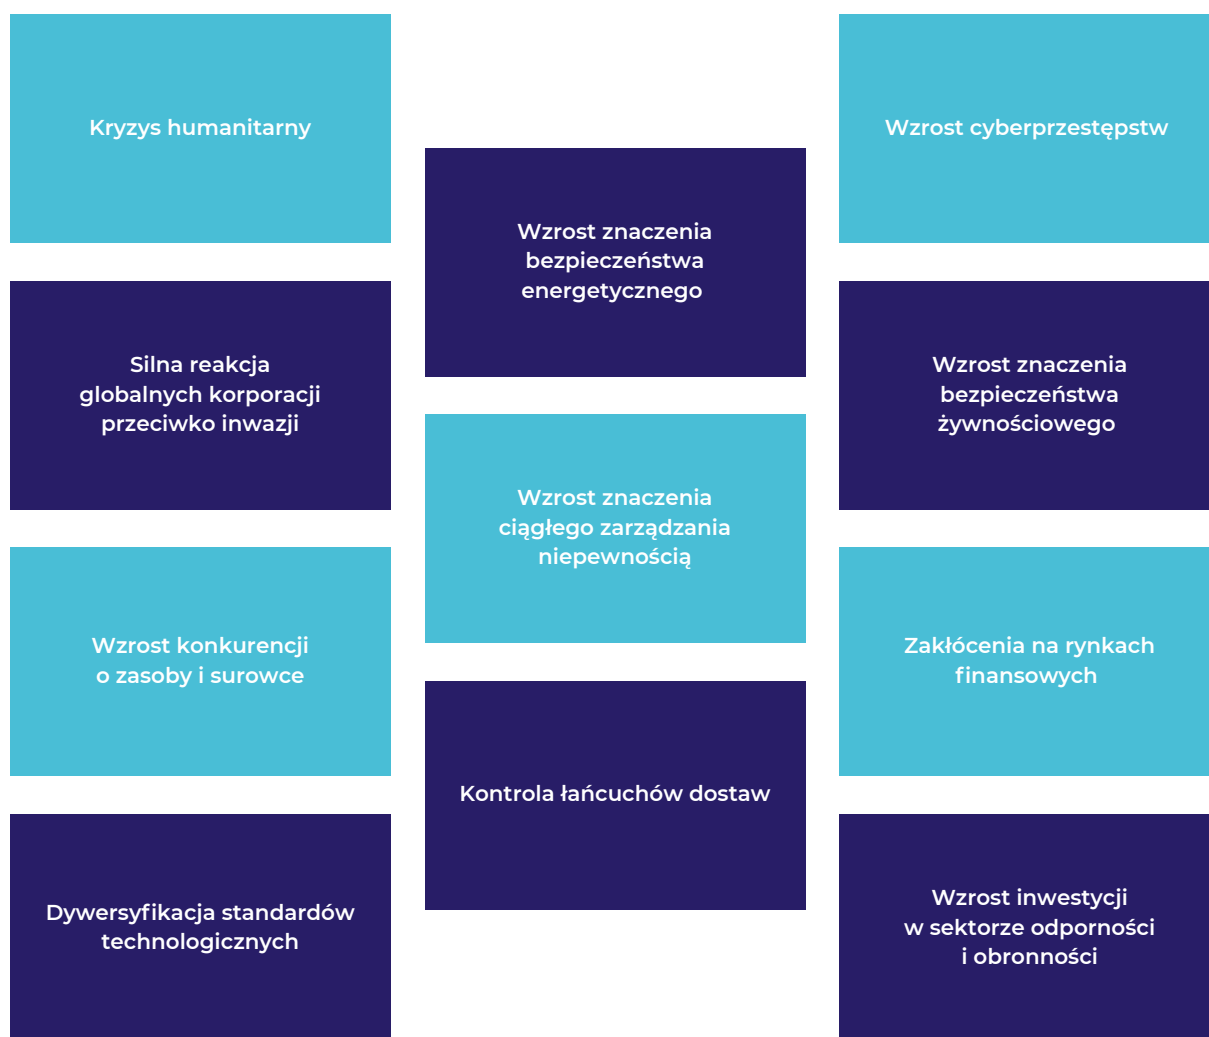 Kryzys humanitarny
Silna reakcja
globalnych korporacji
przeciwko inwazji
Wzrost konkurencji
o zasoby i surowce
Dywersyfikacja standardów
technologicznych
Wzrost znaczenia
bezpieczeństwa
energetycznego
Wzrost znaczenia
ciągłego zarządzania
niepewnością
Kontrola łańcuchów dostaw
Wzrost cyberprzestępstw
Wzrost znaczenia
bezpieczeństwa
żywnościowego
Zakłócenia na rynkach
finansowych
Wzrost inwestycji
w sektorze odporności
i obronności